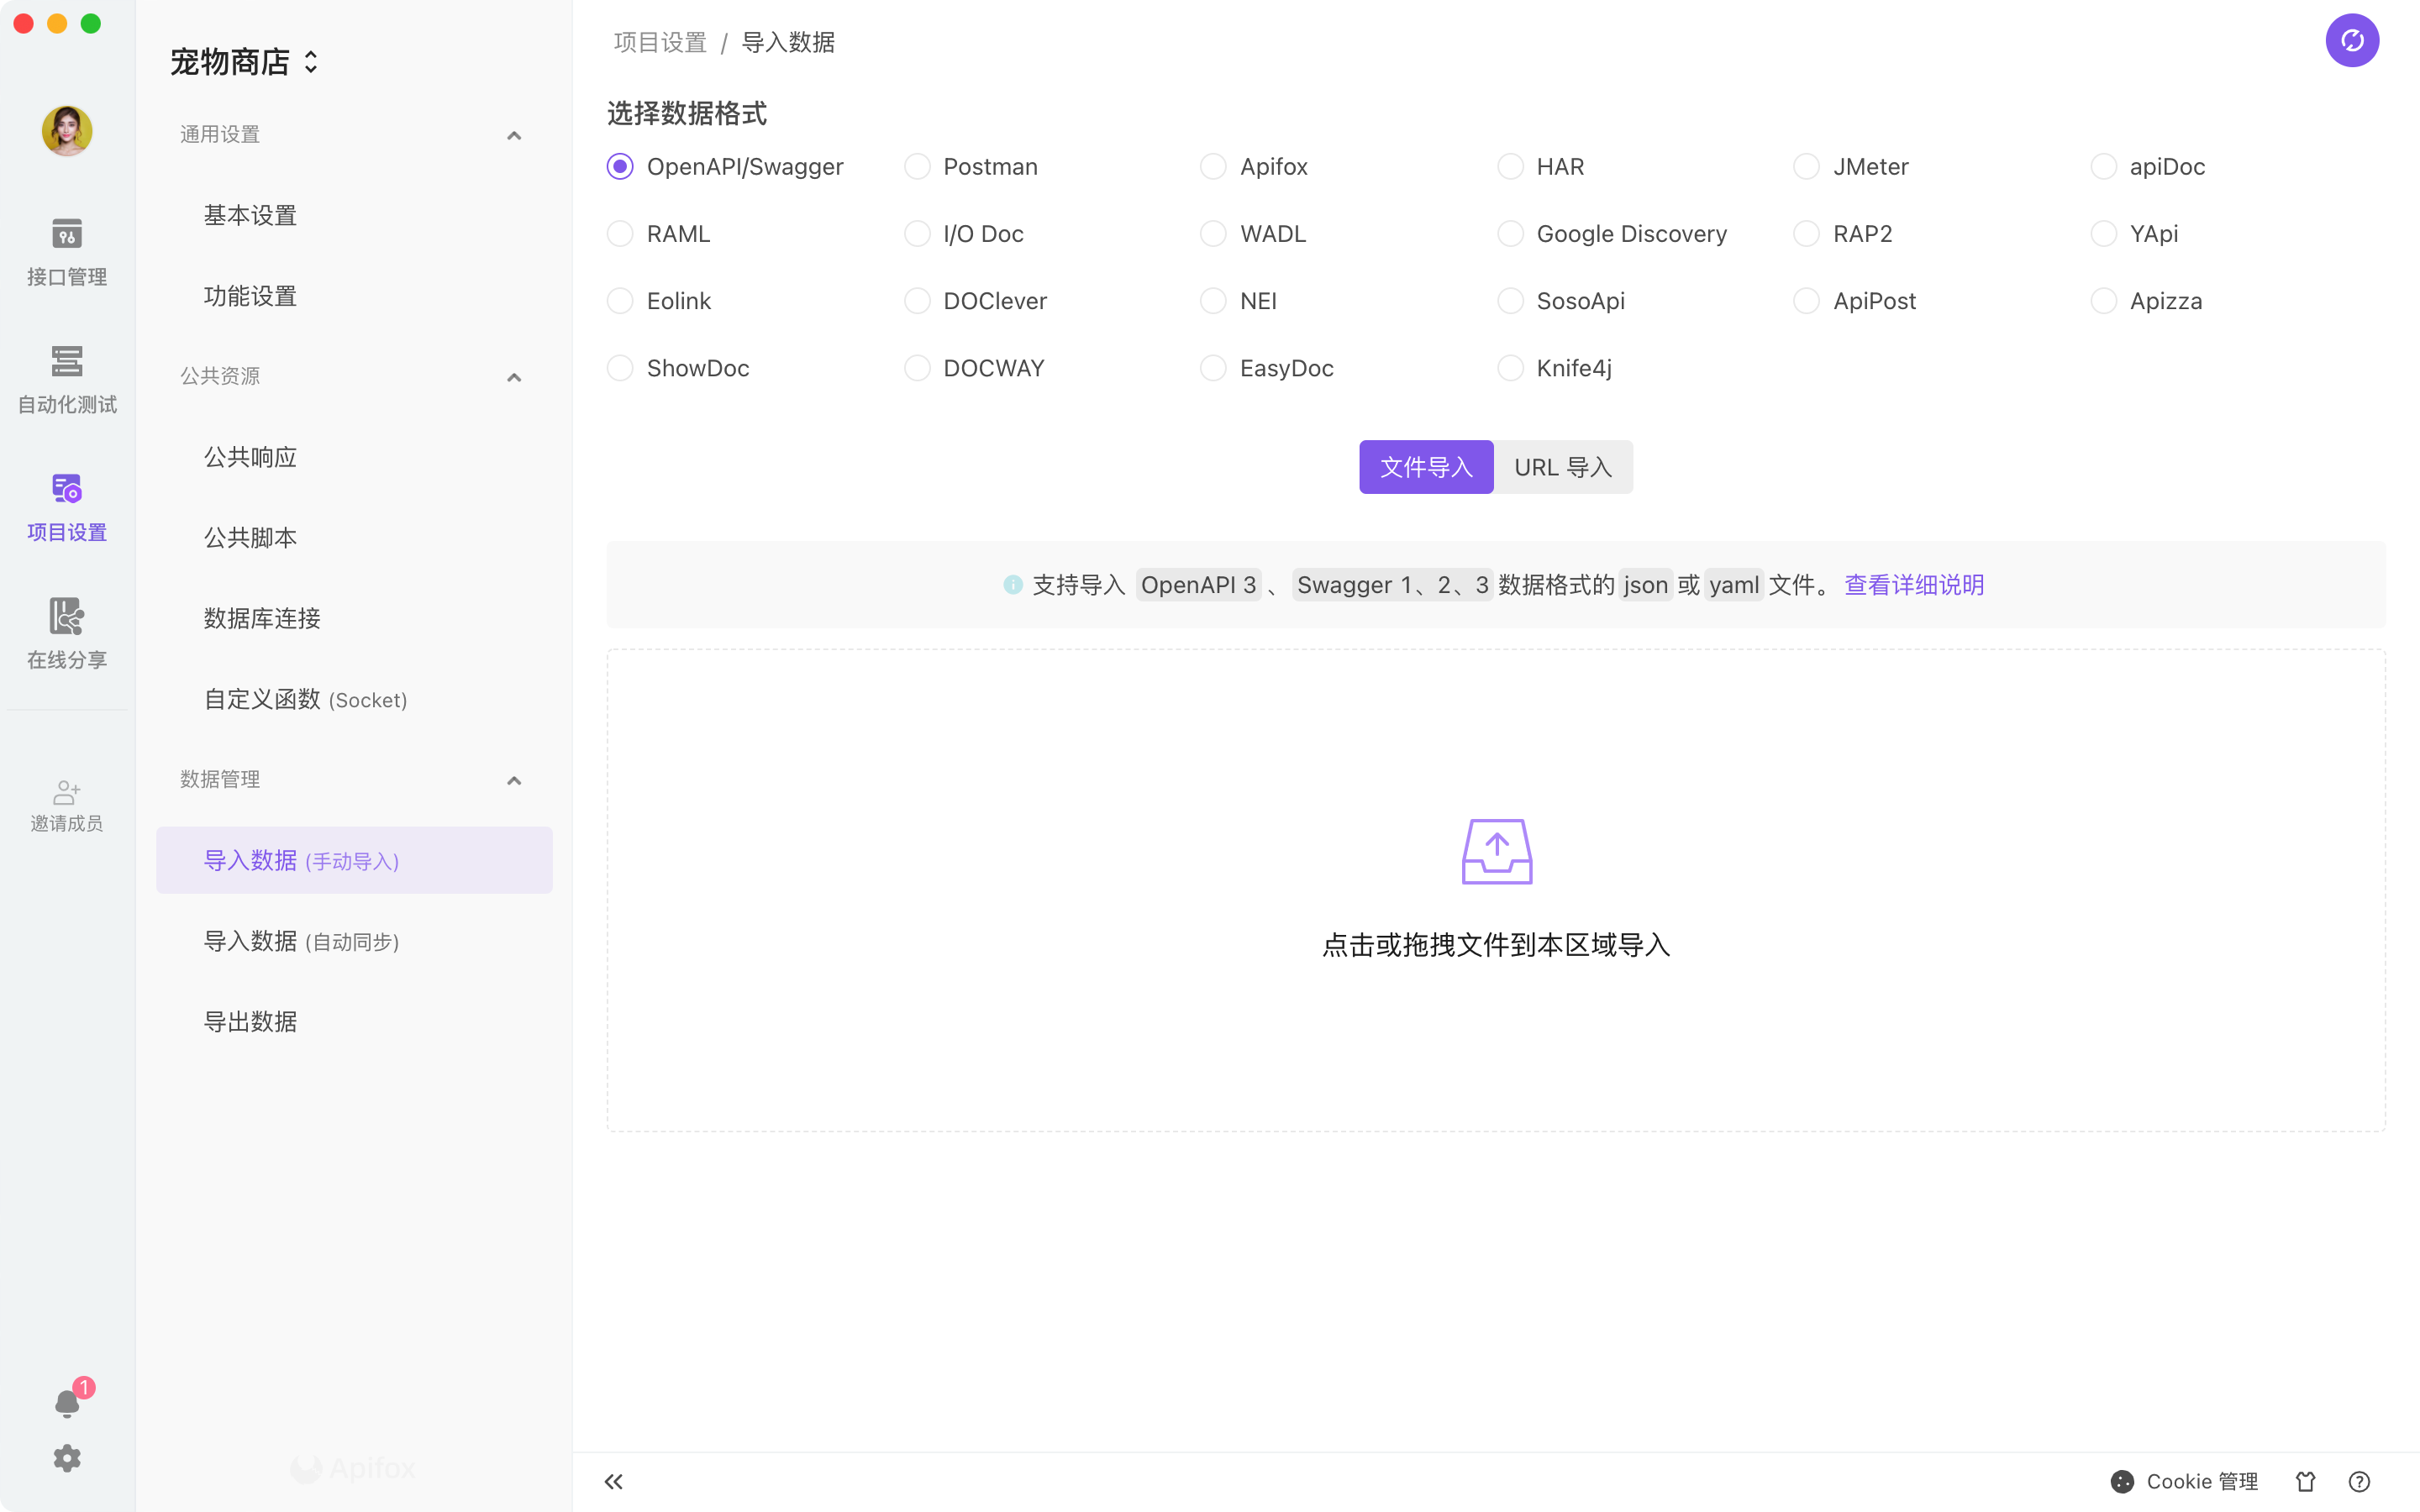 宠物商店
通用设置
基本设置
功能设置
公共资源
公共响应
公共脚本
数据库连接
自定义函数 (Socket)
数据管理
导入数据 (手动导入)
导入数据 (自动同步)
导出数据
Apifox
接口管理
自动化测试
项目设置
在线分享
邀请成员
1
项目设置 / 导入数据
选择数据格式
OpenAPI/Swagger Postman Apifox HAR JMeter apiDoc
RAML I/O Doc WADL Google Discovery RAP2 YApi
Eolink DOClever NEI SosoApi ApiPost Apizza
ShowDoc DOCWAY EasyDoc Knife4j
文件导入 URL 导入
支持导入 OpenAPI 3 、 Swagger 1、2、3 数据格式的 json 或 yaml 文件。 查看详细说明
点击或拖拽文件到本区域导入
Cookie 管理